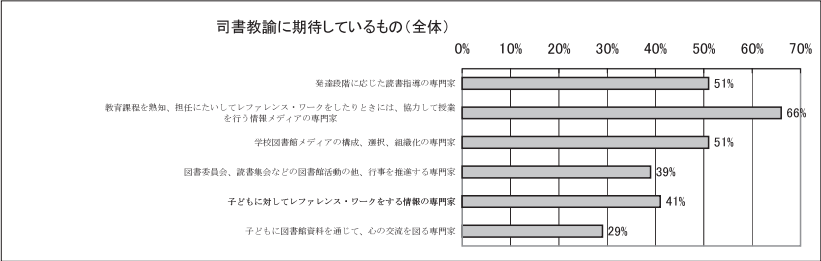 司書教諭に期待しているもの（全体）
0% 10% 20% 30% 40% 50% 60% 70%
発達段階に応じた読書指導の専門家 51%
教育課程を熟知、担任にたいしてレファレンス・ワークをしたりときには、協力して授業
を行う情報メディアの専門家 66%
学校図書館メディアの構成、選択、組織化の専門家 51%
図書委員会、読書集会などの図書館活動の他、行事を推進する専門家 39%
子どもに対してレファレンス・ワークをする情報の専門家 41%
子どもに図書館資料を通じて、心の交流を図る専門家 29%